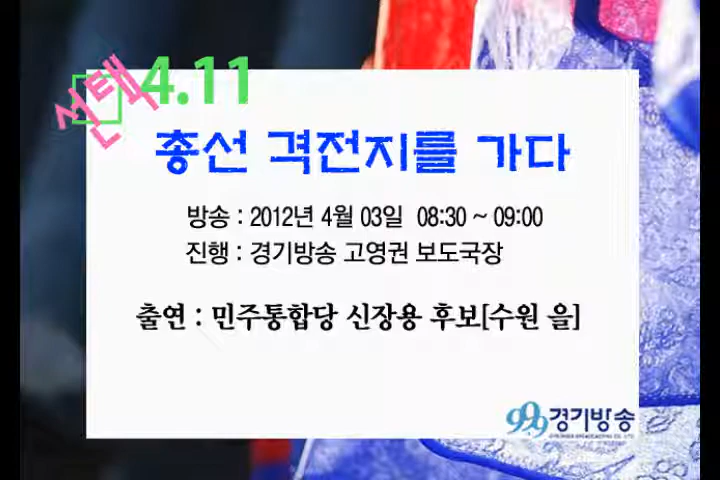 선택 4.11
총선 격전지를 가다
방송 : 2012년 4월 03일 08:30 ~ 09:00
진행 : 경기방송 고영권 보도국장
출연 : 민주통합당 신장용 후보[수원 을]
99.9 경기방송